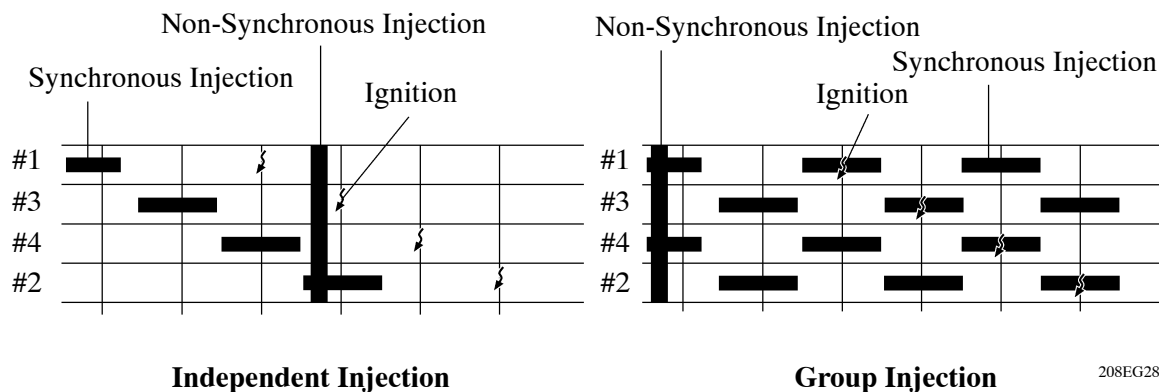 Non-Synchronous Injection
Synchronous Injection
Ignition
#1
#3
#4
#2
Independent Injection
Non-Synchronous Injection
Synchronous Injection
Ignition
#1
#3
#4
#2
Group Injection
208EG28